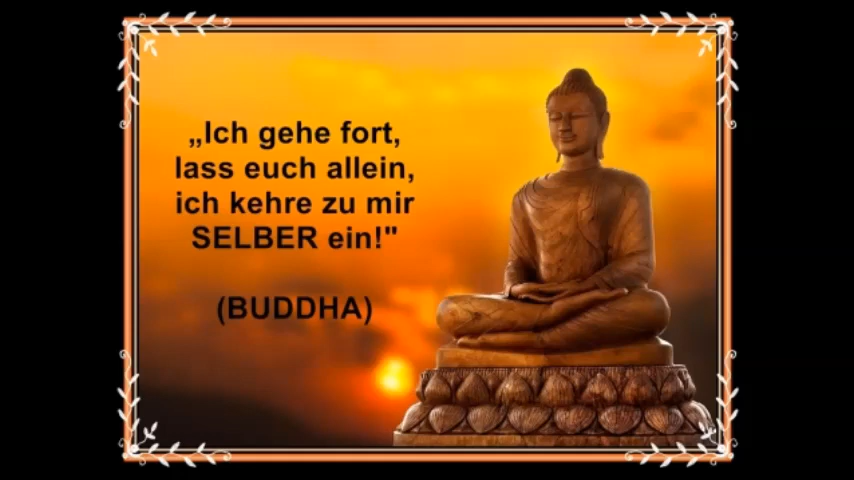 „Ich gehe fort,
lass euch allein,
ich kehre zu mir
SELBER ein!"
(BUDDHA)